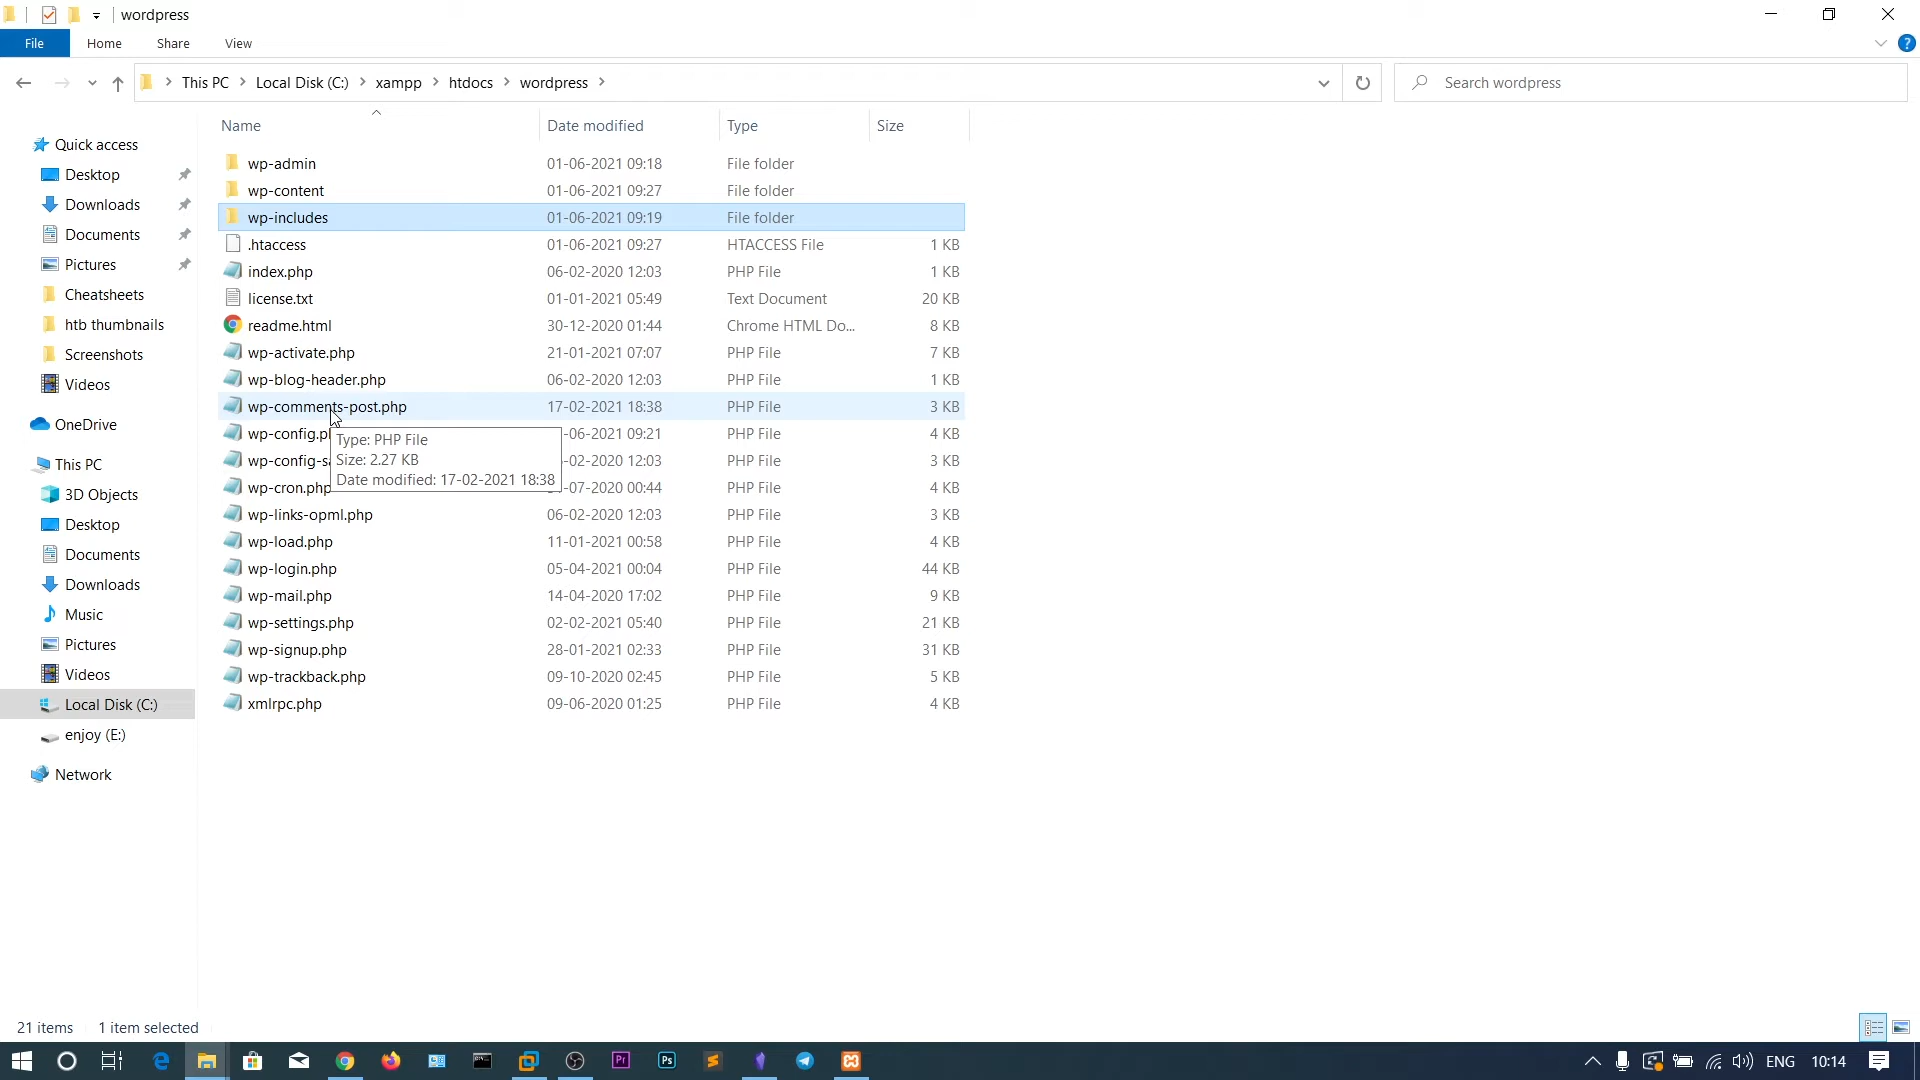 wordpress
File Home Share View
This PC Local Disk (C:) xampp htdocs wordpress
Search wordpress
Name Date modified Type Size
Quick access
Desktop
Downloads
Documents
Pictures
Cheatsheets
htb thumbnails
Screenshots
Videos
OneDrive
This PC
3D Objects
Desktop
Documents
Downloads
Music
Pictures
Videos
Local Disk (C:)
enjoy (E:)
Network
wp-admin 01-06-2021 09:18 File folder
wp-content 01-06-2021 09:27 File folder
wp-includes 01-06-2021 09:19 File folder
.htaccess 01-06-2021 09:27 HTACCESS File 1 KB
index.php 06-02-2020 12:03 PHP File 1 KB
license.txt 01-01-2021 05:49 Text Document 20 KB
readme.html 30-12-2020 01:44 Chrome HTML Do... 8 KB
wp-activate.php 21-01-2021 07:07 PHP File 7 KB
wp-blog-header.php 06-02-2020 12:03 PHP File 1 KB
wp-comments-post.php 17-02-2021 18:38 PHP File 3 KB
wp-config.p -06-2021 09:21 PHP File 4 KB
wp-config-s -02-2020 12:03 PHP File 3 KB
wp-cron.php -07-2020 00:44 PHP File 4 KB
Type: PHP File
Size: 2.27 KB
Date modified: 17-02-2021 18:38
wp-links-opml.php 06-02-2020 12:03 PHP File 3 KB
wp-load.php 11-01-2021 00:58 PHP File 4 KB
wp-login.php 05-04-2021 00:04 PHP File 44 KB
wp-mail.php 14-04-2020 17:02 PHP File 9 KB
wp-settings.php 02-02-2021 05:40 PHP File 21 KB
wp-signup.php 28-01-2021 02:33 PHP File 31 KB
wp-trackback.php 09-10-2020 02:45 PHP File 5 KB
xmlrpc.php 09-06-2020 01:25 PHP File 4 KB
21 items 1 item selected
Pr Ps ENG 10:14